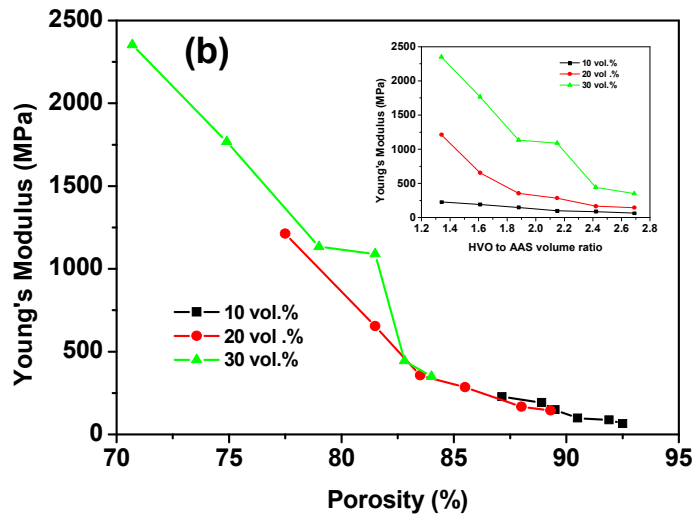 (b)
2500
2000
1500
1000
500
0
Young's Modulus (MPa)
70 75 80 85 90 95
Porosity (%)
10 vol.%
20 vol .%
30 vol.%
2500
2000
1500
1000
500
0
Young's Modulus (MPa)
10 vol.%
20 vol .%
30 vol.%
1.2 1.4 1.6 1.8 2.0 2.2 2.4 2.6 2.8
HVO to AAS volume ratio